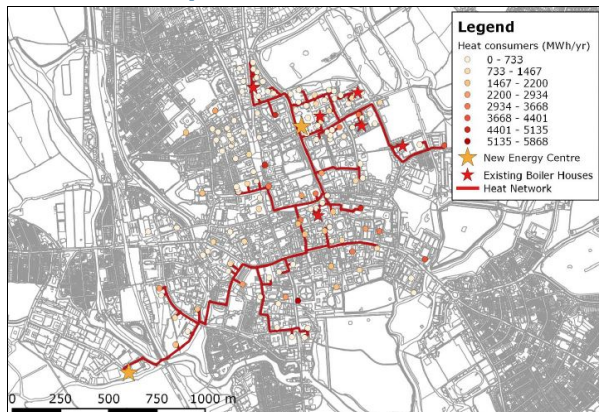 Legend
Heat consumers (MWh/yr)
0 - 733
733 - 1467
1467 - 2200
2200 - 2934
2934 - 3668
3668 - 4401
4401 - 5135
5135 - 5868
New Energy Centre
Existing Boiler Houses
Heat Network
0 250 500 750 1000 m